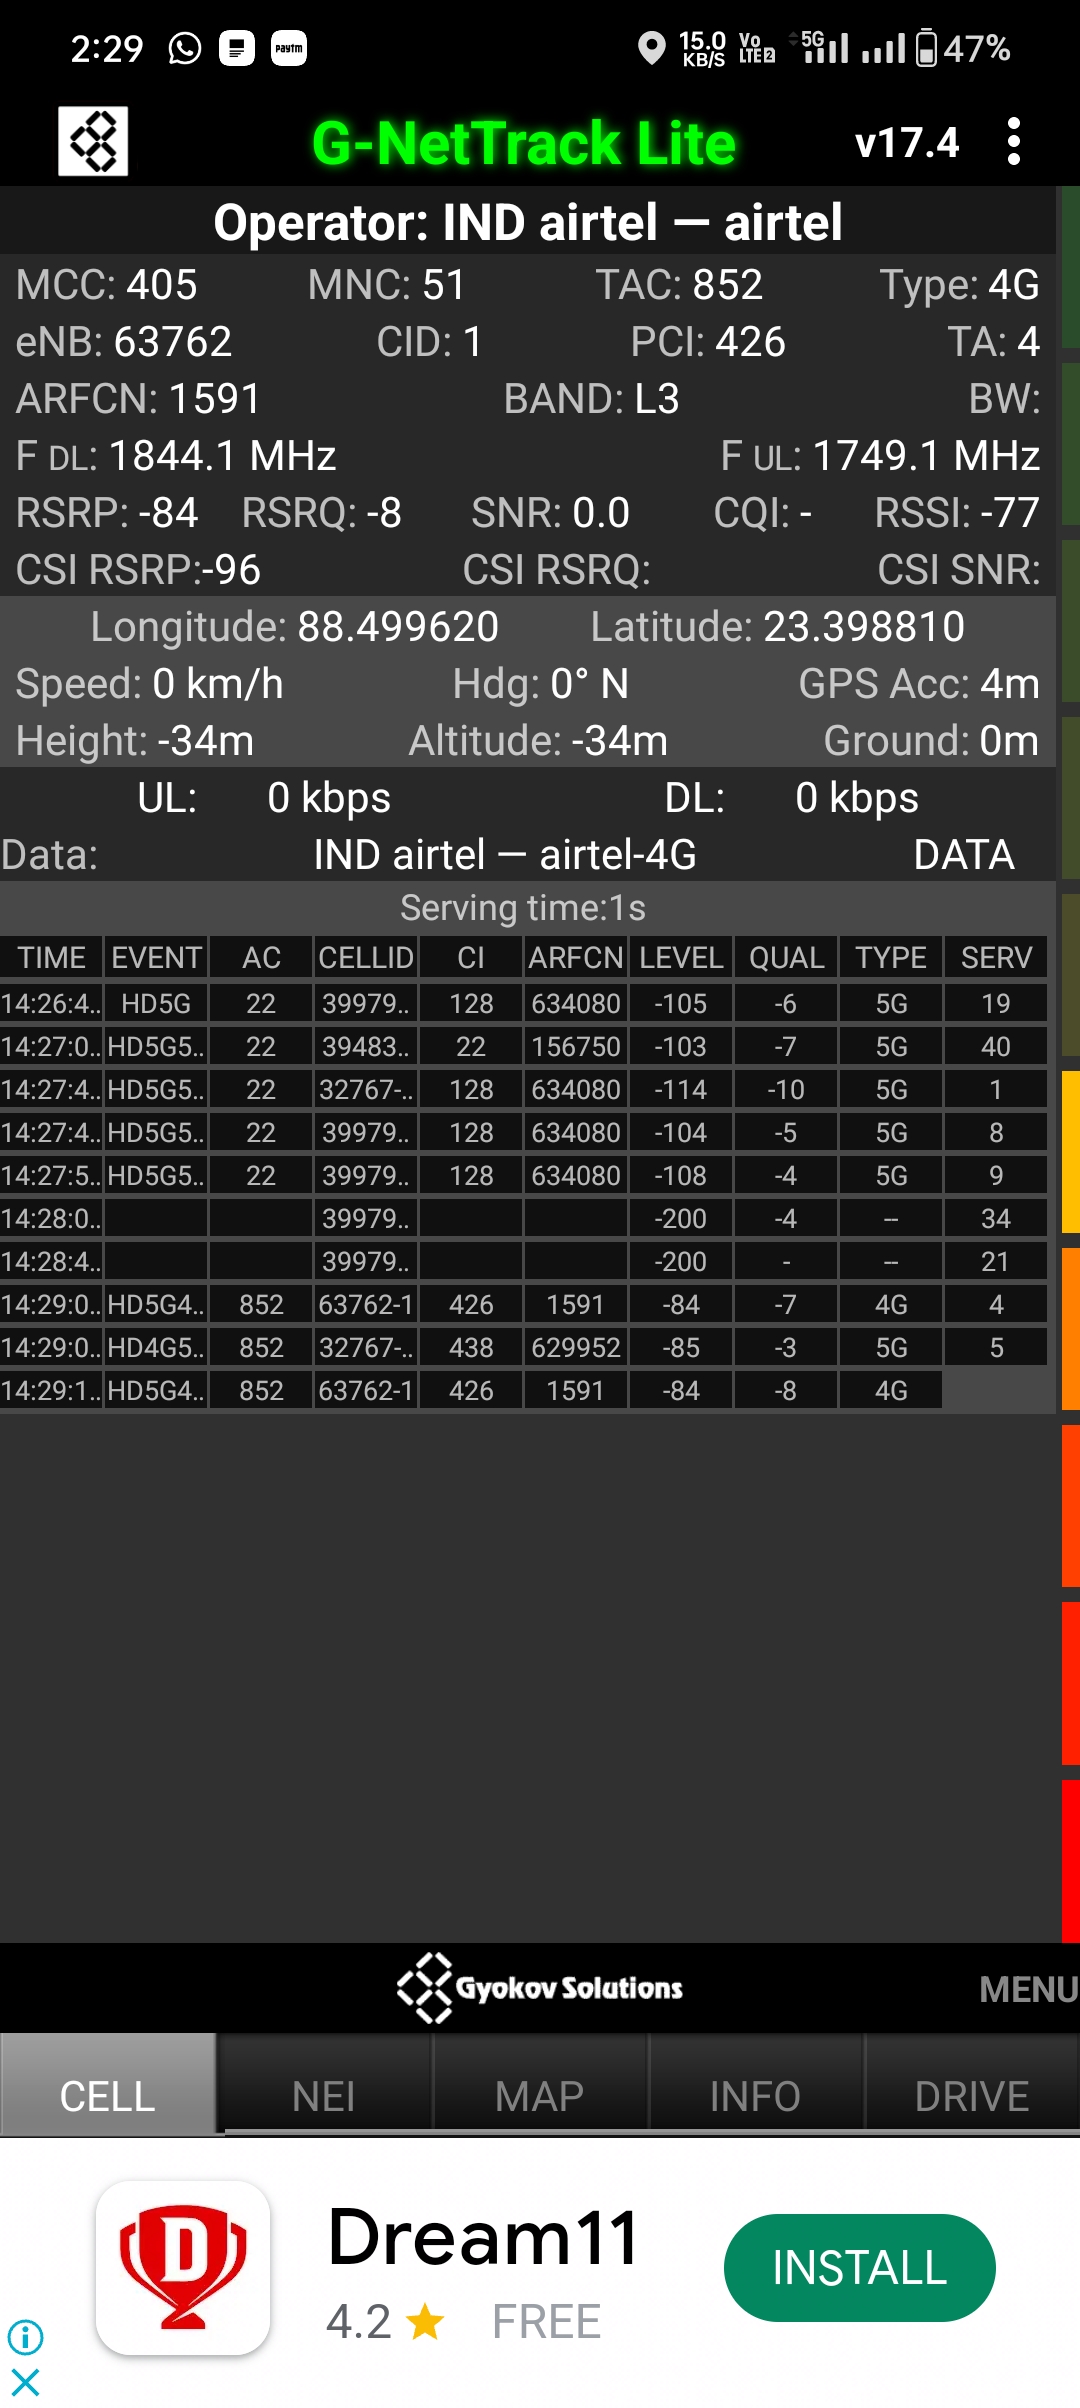 2:29 paytm 15.0 KB/S Vo LTE2 5G 47%
G-NetTrack Lite v17.4
Operator: IND airtel — airtel
MCC: 405 MNC: 51 TAC: 852 Type: 4G
eNB: 63762 CID: 1 PCI: 426 TA: 4
ARFCN: 1591 BAND: L3 BW:
F DL: 1844.1 MHz F UL: 1749.1 MHz
RSRP: -84 RSRQ: -8 SNR: 0.0 CQI: - RSSI: -77
CSI RSRP:-96 CSI RSRQ: CSI SNR:
Longitude: 88.499620 Latitude: 23.398810
Speed: 0 km/h Hdg: 0° N GPS Acc: 4m
Height: -34m Altitude: -34m Ground: 0m
UL: 0 kbps DL: 0 kbps
Data: IND airtel — airtel-4G DATA
Serving time:1s
TIME EVENT AC CELLID CI ARFCN LEVEL QUAL TYPE SERV
14:26:4.. HD5G 22 39979.. 128 634080 -105 -6 5G 19
14:27:0.. HD5G5.. 22 39483.. 22 156750 -103 -7 5G 40
14:27:4.. HD5G5.. 22 32767-.. 128 634080 -114 -10 5G 1
14:27:4.. HD5G5.. 22 39979.. 128 634080 -104 -5 5G 8
14:27:5.. HD5G5.. 22 39979.. 128 634080 -108 -4 5G 9
14:28:0.. 39979.. -200 -4 -- 34
14:28:4.. 39979.. -200 - -- 21
14:29:0.. HD5G4.. 852 63762-1 426 1591 -84 -7 4G 4
14:29:0.. HD4G5.. 852 32767-.. 438 629952 -85 -3 5G 5
14:29:1.. HD5G4.. 852 63762-1 426 1591 -84 -8 4G
Gyokov Solutions MENU
CELL NEI MAP INFO DRIVE
D
Dream11
4.2 ★ FREE
INSTALL